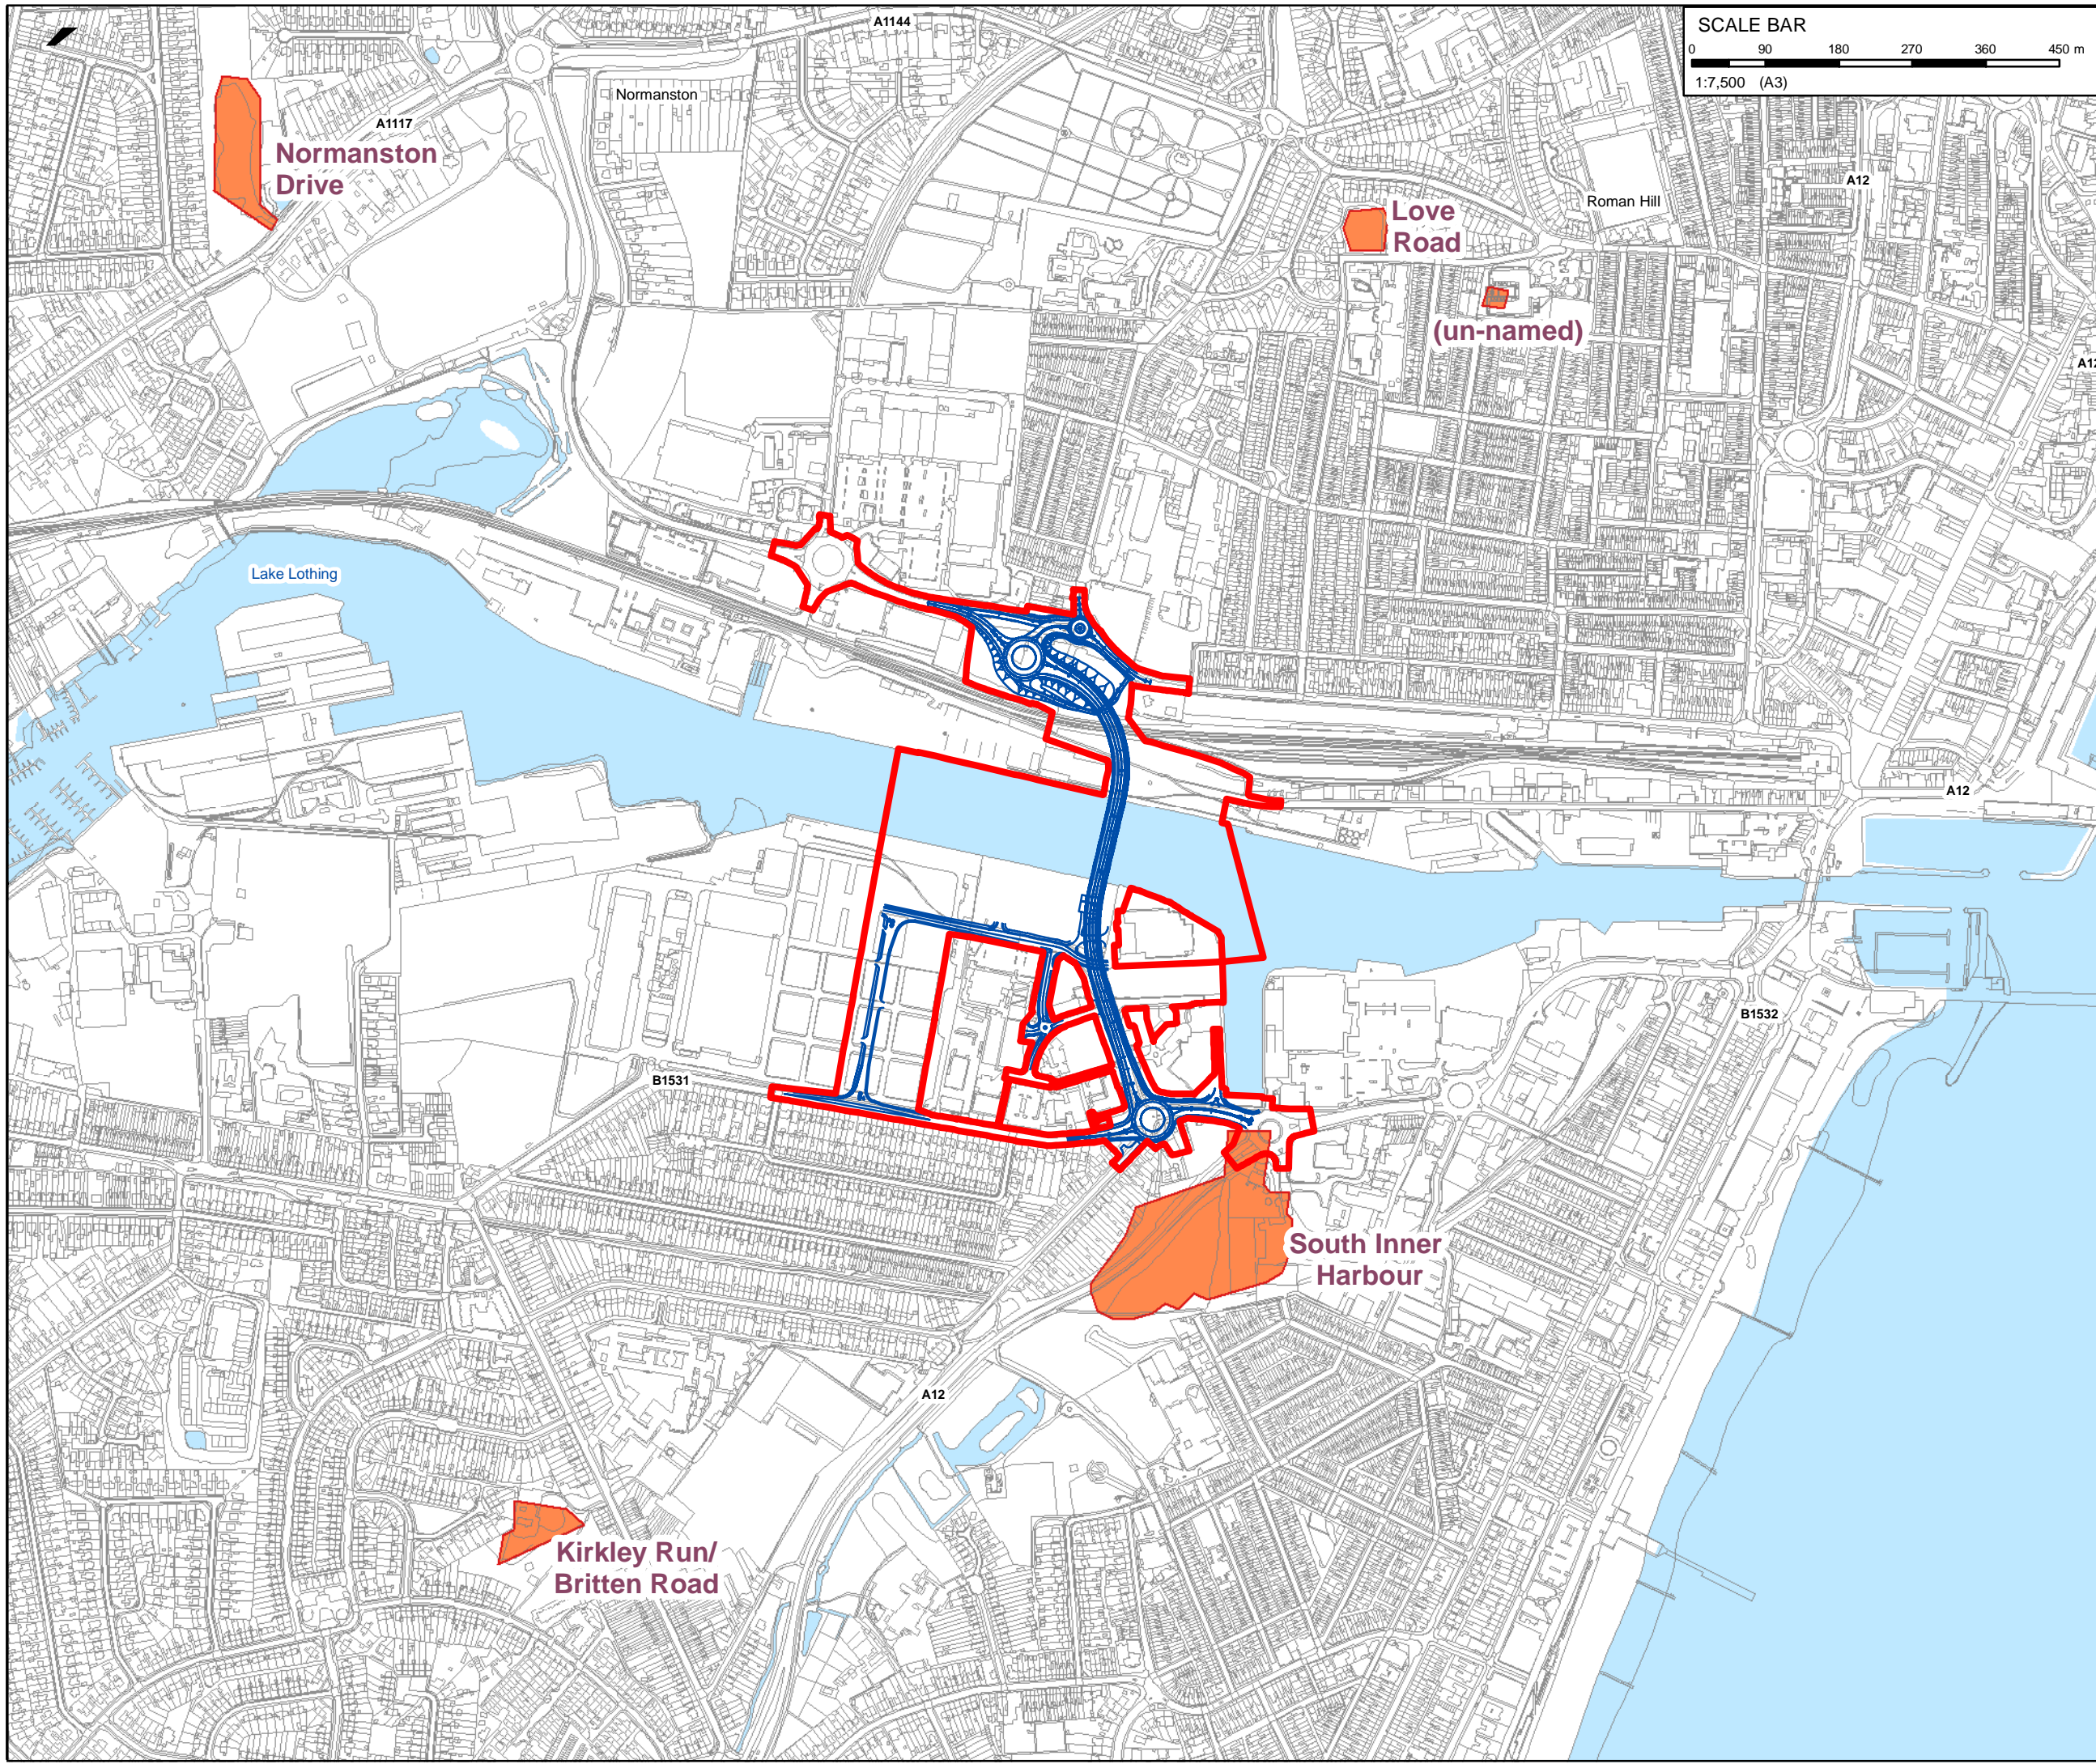 A1144
SCALE BAR
0 90 180 270 360 450 m
1:7,500 (A3)
Normanston
A1117
Normanston
Drive
A12
Roman Hill
Love
Road
(un-named)
Lake Lothing
A12
B1532
B1531
South Inner
Harbour
A12
Kirkley Run/
Britten Road